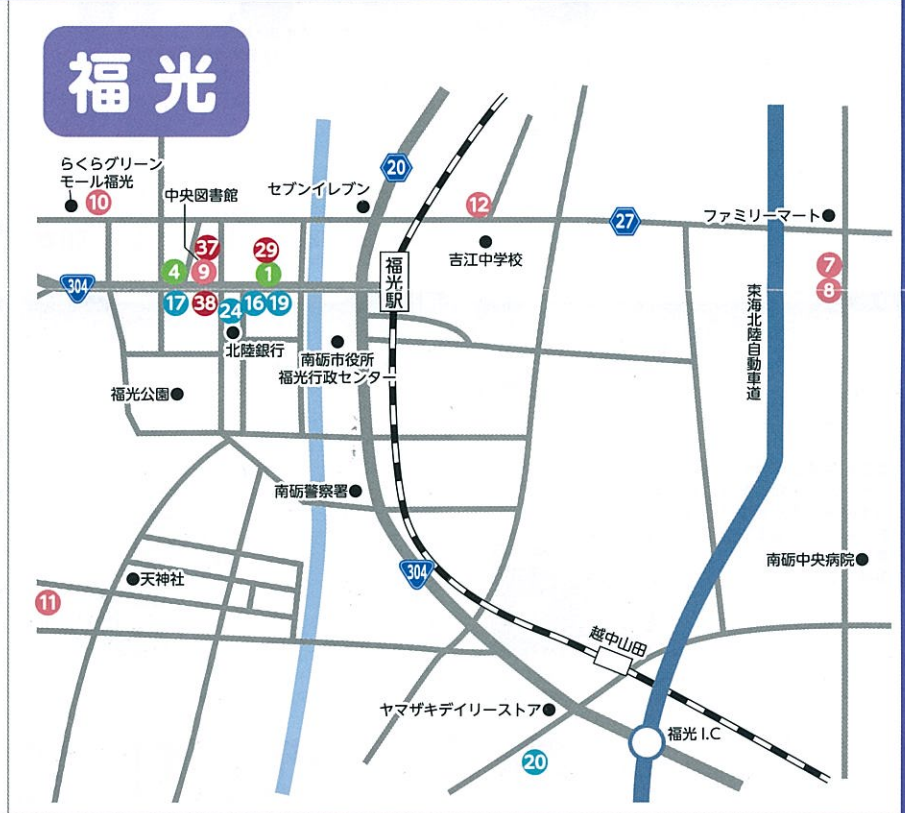 福光
らくらグリーン
モール福光
10
中央図書館
セブンイレブン
20
12
27
ファミリーマート
吉江中学校
37
29
4
9
1
304
17
38
24
16
19
福光駅
7
8
北陸銀行
南砺市役所
福光行政センター
東海北陸自動車道
福光公園
南砺警察署
304
南砺中央病院
天神社
11
越中山田
ヤマザキデイリーストア
福光I.C
20